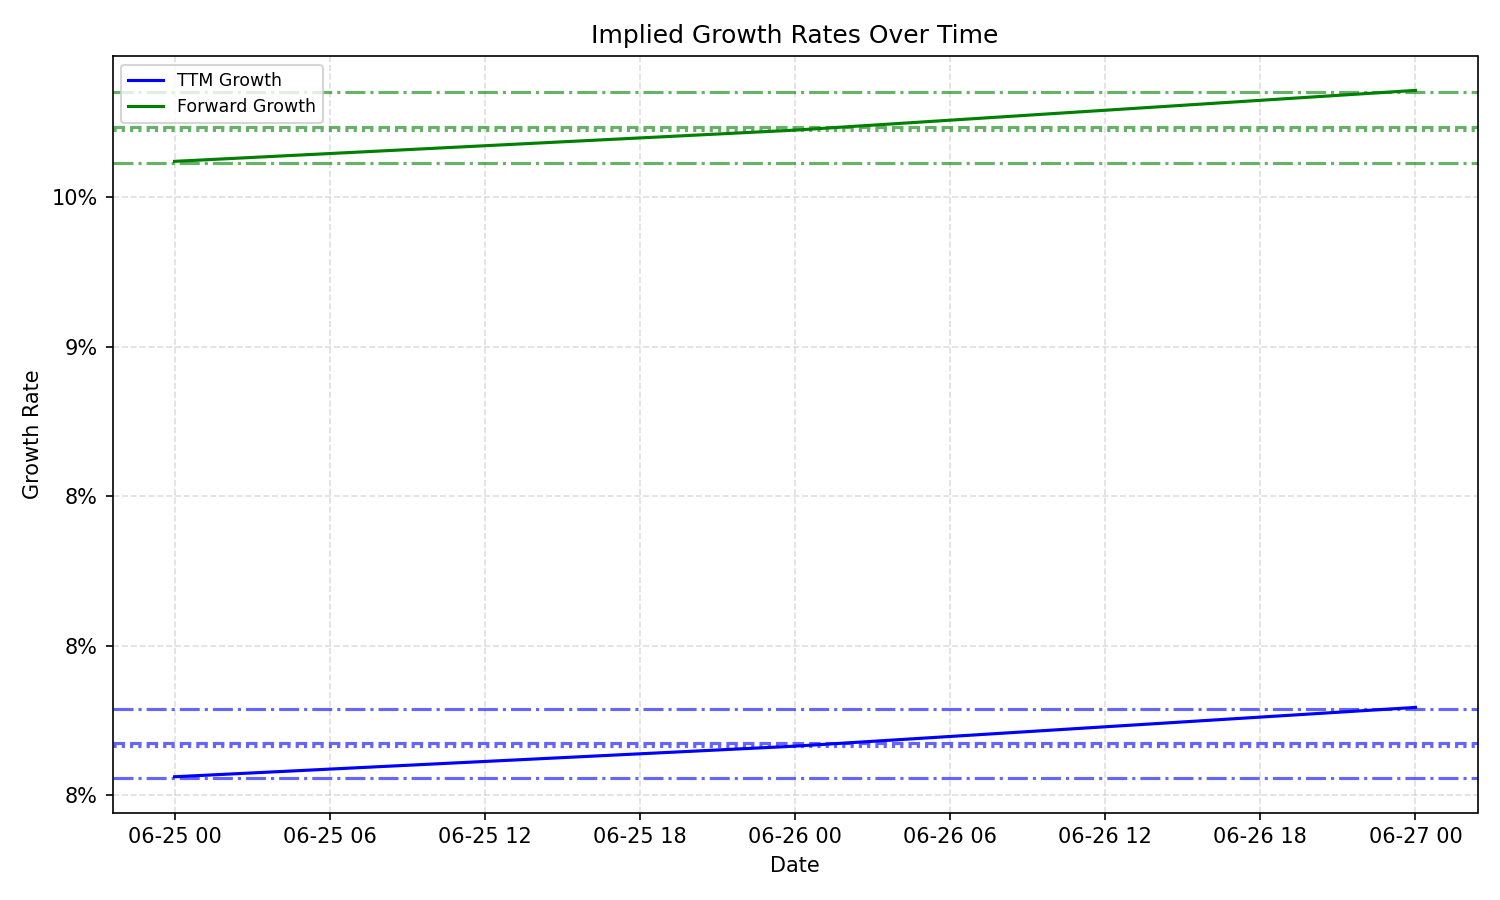 Implied Growth Rates Over Time
TTM Growth
Forward Growth
10%
9%
8%
8%
8%
Growth Rate
06-25 00
06-25 06
06-25 12
06-25 18
06-26 00
06-26 06
06-26 12
06-26 18
06-27 00
Date